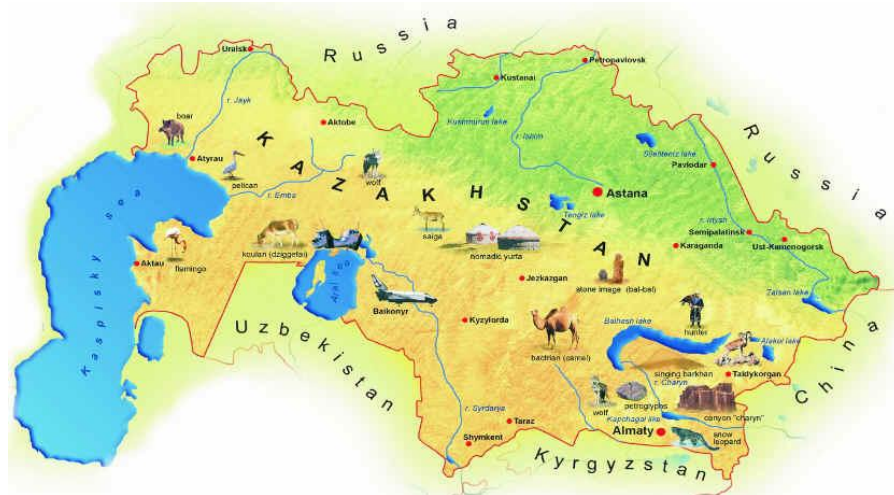 Russia
Uralsk
Petropavlovsk
Kustanai
r. Jayk
boar
Aktobe
Kushmurun lake
r. Ishim
Russia
Siletiteniz lake
Pavlodar
Atyrau
pelican
r. Emba
wolf
KAZAKHSTAN
Astana
Tengiz lake
r. Irtysh
Semipalatinsk
Ust-Kamenogorsk
Karaganda
saiga
nomadic yurta
Kaspisky sea
Aktau
flamingo
koulan (dziggetai)
Aral sea
Baikonyr
Jezkazgan
stone image (bal-bal)
Zaisan lake
Uzbekistan
Kyzylorda
bactrian (camel)
Balhash lake
hunter
Alakol lake
singing barkhan
Taldykorgan
r. Charyn
China
wolf
petroglyphs
canyon "charyn"
r. Syrdarya
Taraz
Kapchagai lake
Shymkent
Almaty
snow
leopard
Kyrgyzstan